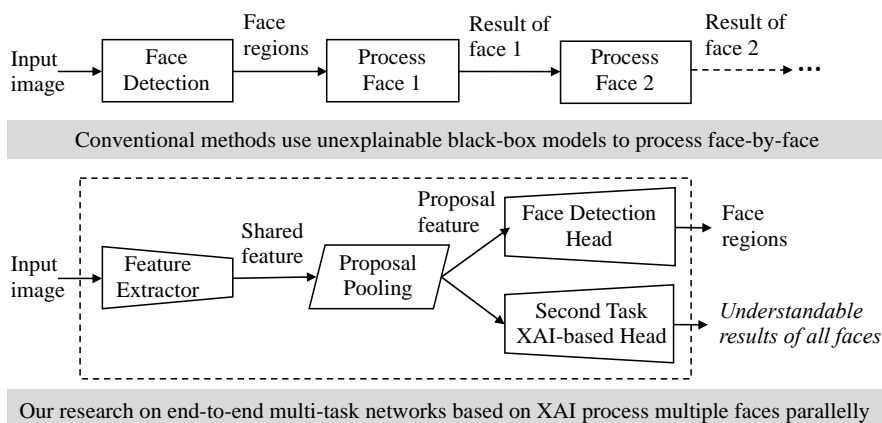 Input image
Face Detection
Face regions
Process Face 1
Result of face 1
Process Face 2
Result of face 2
...
Conventional methods use unexplainable black-box models to process face-by-face
Input image
Feature Extractor
Shared feature
Proposal Pooling
Proposal feature
Face Detection Head
Face regions
Second Task XAI-based Head
Understandable results of all faces
Our research on end-to-end multi-task networks based on XAI process multiple faces parallelly